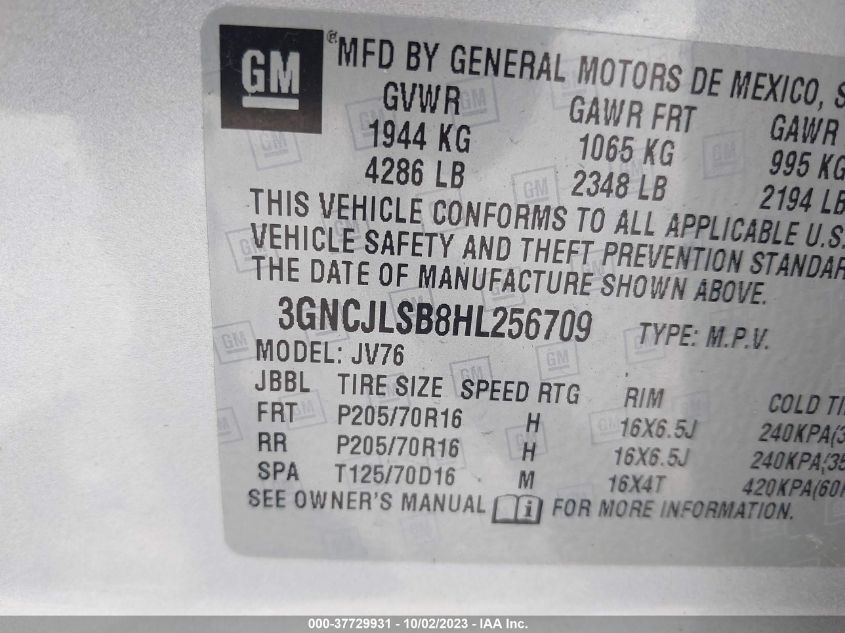 GM ® MFD BY GENERAL MOTORS DE MEXICO, S
GVWR GAWR FRT GAWR
1944 KG 1065 KG 995 KG
4286 LB 2348 LB 2194 LB
THIS VEHICLE CONFORMS TO ALL APPLICABLE U.S.
VEHICLE SAFETY AND THEFT PREVENTION STANDAR
THE DATE OF MANUFACTURE SHOWN ABOVE.
3GNCJLSB8HL256709 TYPE: M.P.V.
MODEL: JV76
JBBL TIRE SIZE SPEED RTG RIM COLD TI
FRT P205/70R16 H 16X6.5J 240KPA(3
RR P205/70R16 H 16X6.5J 240KPA(35
SPA T125/70D16 M 16X4T 420KPA(60
SEE OWNER'S MANUAL FOR MORE INFORMATION.
000-37729931 - 10/02/2023 - IAA Inc.